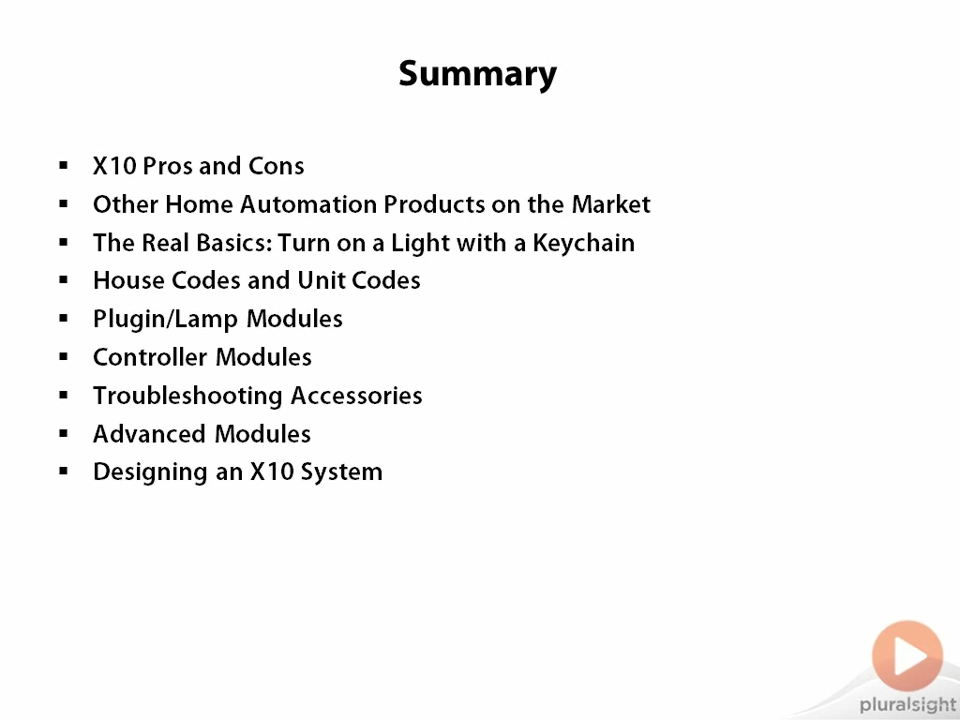 Summary
▪ X10 Pros and Cons
▪ Other Home Automation Products on the Market
▪ The Real Basics: Turn on a Light with a Keychain
▪ House Codes and Unit Codes
▪ Plugin/Lamp Modules
▪ Controller Modules
▪ Troubleshooting Accessories
▪ Advanced Modules
▪ Designing an X10 System
pluralsight